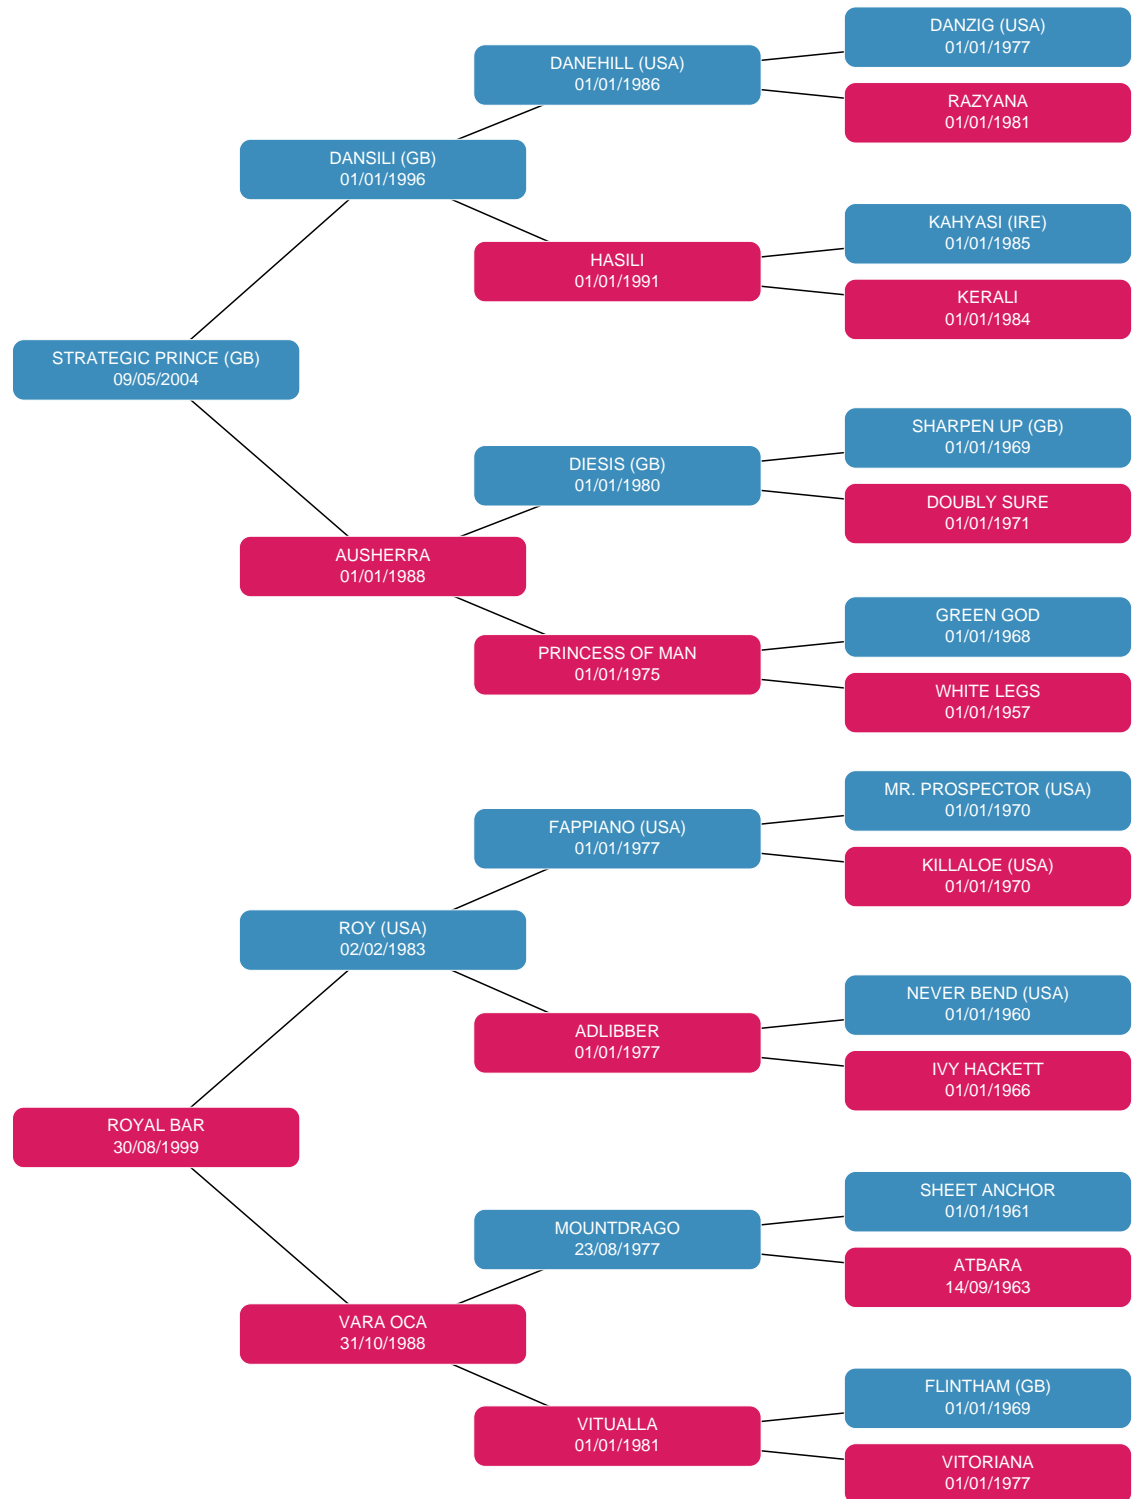 DANZIG (USA)
01/01/1977
DANEHILL (USA)
01/01/1986
RAZYANA
01/01/1981
DANSILI (GB)
01/01/1996
KAHYASI (IRE)
01/01/1985
HASILI
01/01/1991
KERALI
01/01/1984
STRATEGIC PRINCE (GB)
09/05/2004
SHARPEN UP (GB)
01/01/1969
DIESIS (GB)
01/01/1980
DOUBLY SURE
01/01/1971
AUSHERRA
01/01/1988
GREEN GOD
01/01/1968
PRINCESS OF MAN
01/01/1975
WHITE LEGS
01/01/1957
MR. PROSPECTOR (USA)
01/01/1970
FAPPIANO (USA)
01/01/1977
KILLALOE (USA)
01/01/1970
ROY (USA)
02/02/1983
NEVER BEND (USA)
01/01/1960
ADLIBBER
01/01/1977
IVY HACKETT
01/01/1966
ROYAL BAR
30/08/1999
SHEET ANCHOR
01/01/1961
MOUNTDRAGO
23/08/1977
ATBARA
14/09/1963
VARA OCA
31/10/1988
FLINTHAM (GB)
01/01/1969
VITUALLA
01/01/1981
VITORIANA
01/01/1977